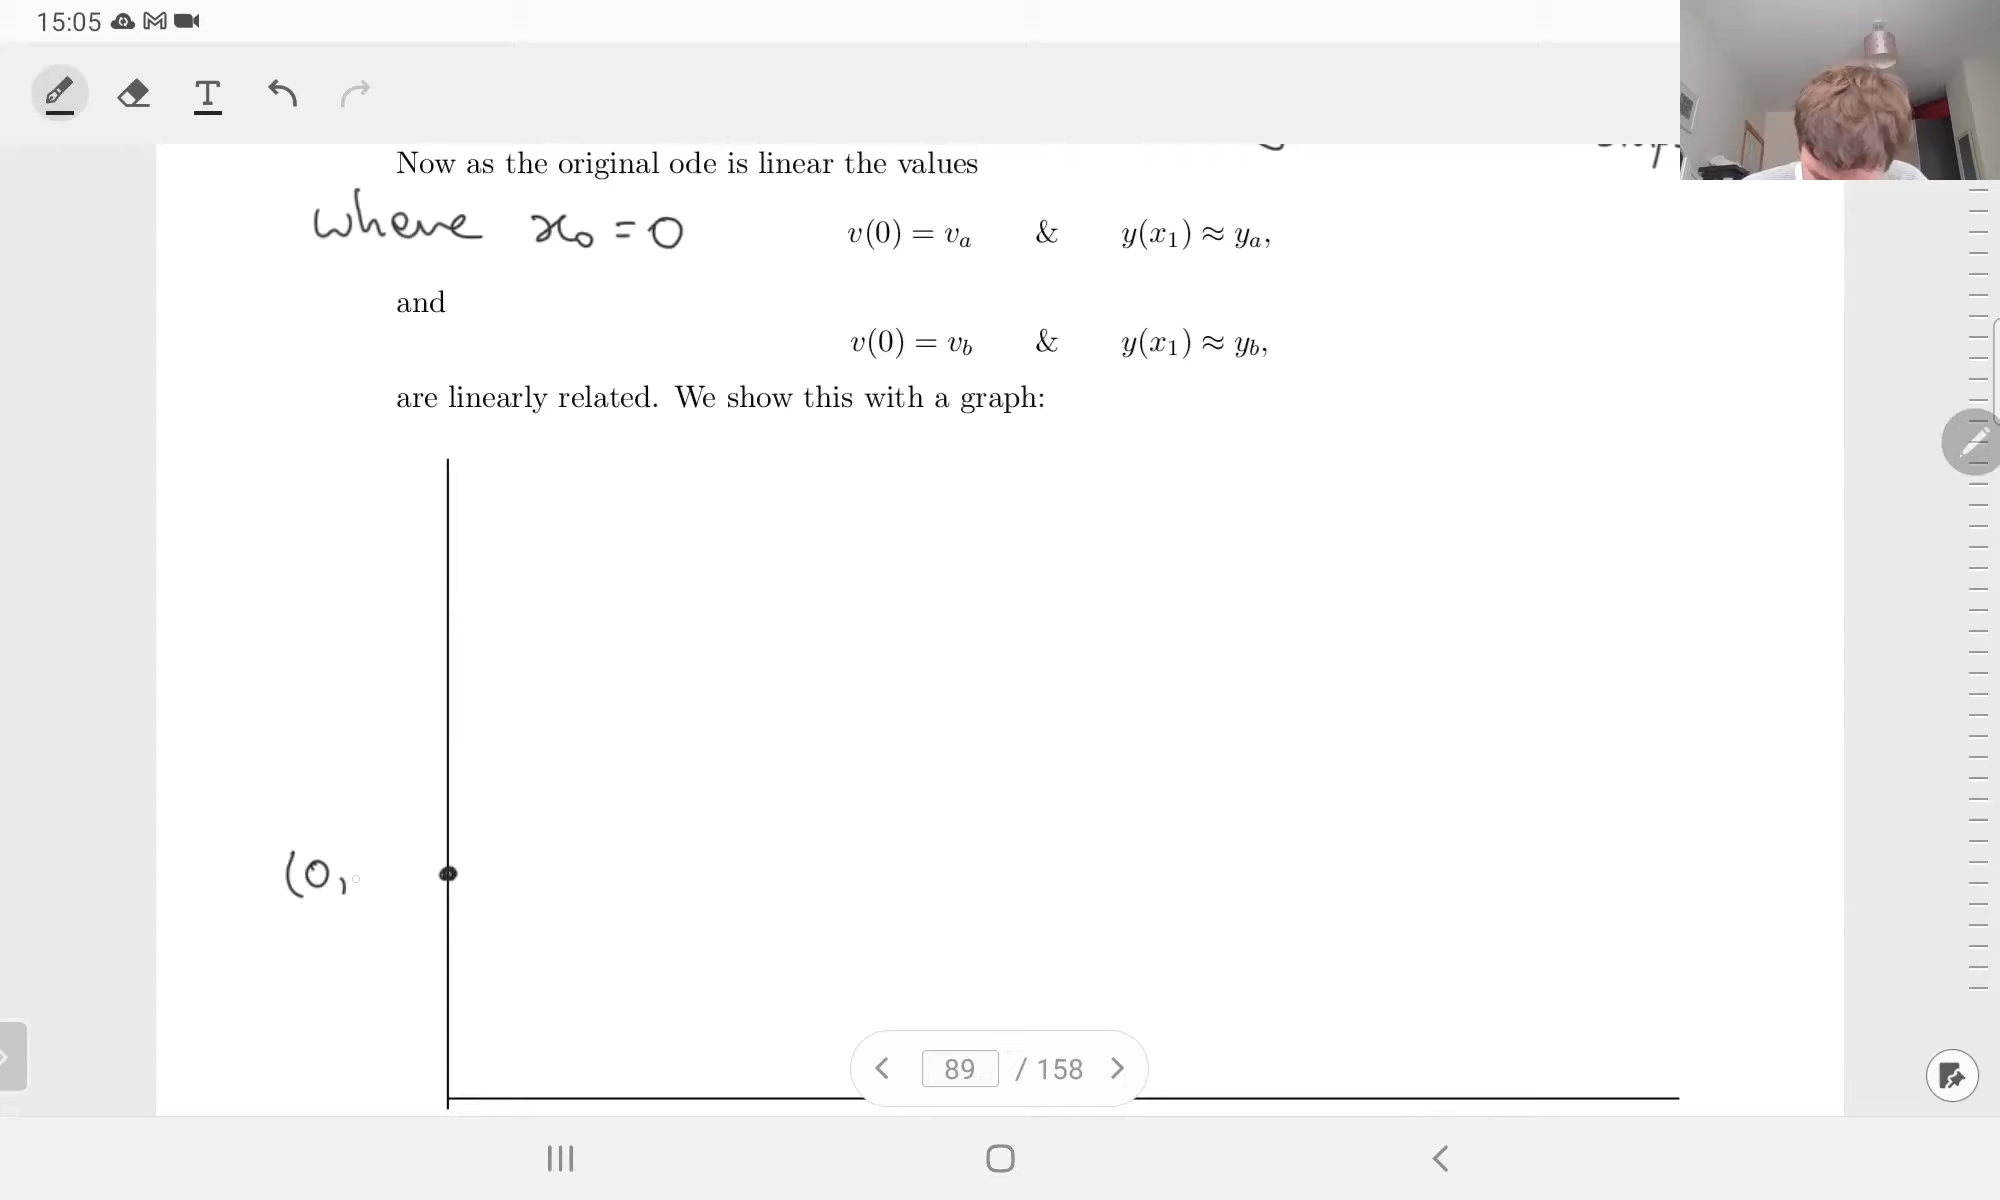 15:05
T
Now as the original ode is linear the values
where x₀ = 0 v(0) = vₐ & y(x₁) ≈ yₐ,
and
v(0) = v_b & y(x₁) ≈ y_b,
are linearly related. We show this with a graph:
(0,
89 / 158